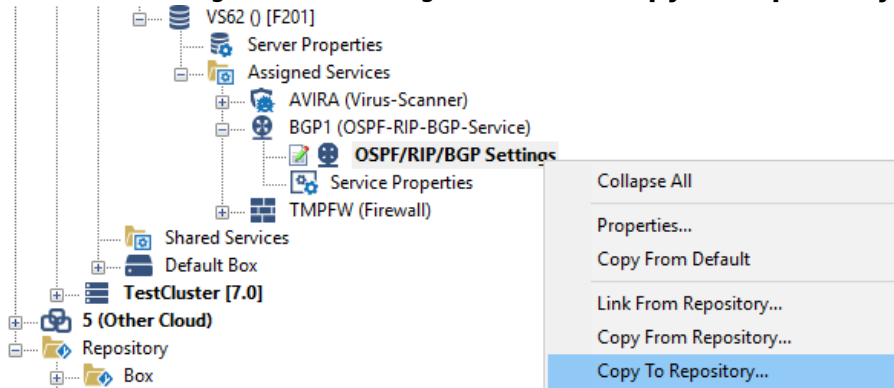 VS62 () [F201]
Server Properties
Assigned Services
AVIRA (Virus-Scanner)
BGP1 (OSPF-RIP-BGP-Service)
OSPF/RIP/BGP Settings
Service Properties
TMPFW (Firewall)
Shared Services
Default Box
TestCluster [7.0]
5 (Other Cloud)
Repository
Box
Collapse All
Properties...
Copy From Default
Link From Repository...
Copy From Repository...
Copy To Repository...